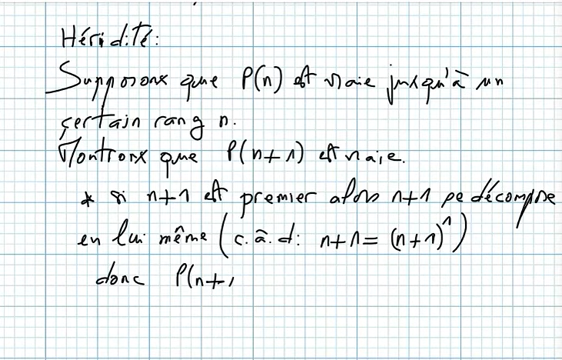 Hérédité:
Supposons que P(n) est vraie jusqu'à un
certain rang n.
Montrons que P(n+1) est vraie.
* si n+1 est premier alors n+1 se décompose
en lui même (c.à.d: n+1 = (n+1)^1)
donc P(n+